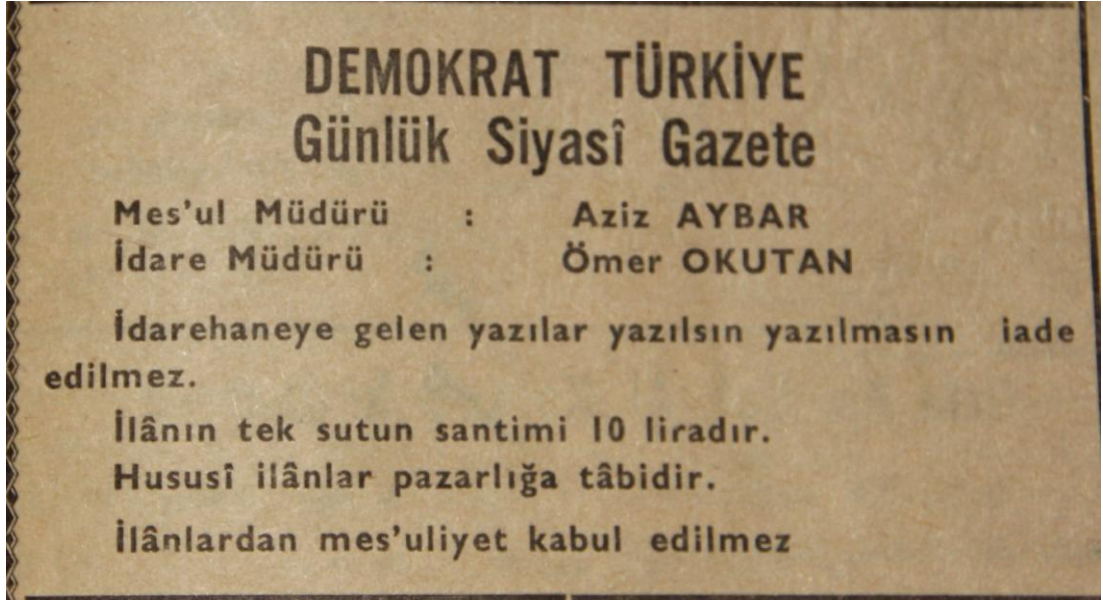 DEMOKRAT TÜRKİYE
Günlük Siyasî Gazete
Mes'ul Müdürü : Aziz AYBAR
İdare Müdürü : Ömer OKUTAN
İdarehaneye gelen yazılar yazılsın yazılmasın iade
edilmez.
İlânın tek sutun santimi 10 liradır.
Hususî ilânlar pazarlığa tâbidir.
İlânlardan mes'uliyet kabul edilmez